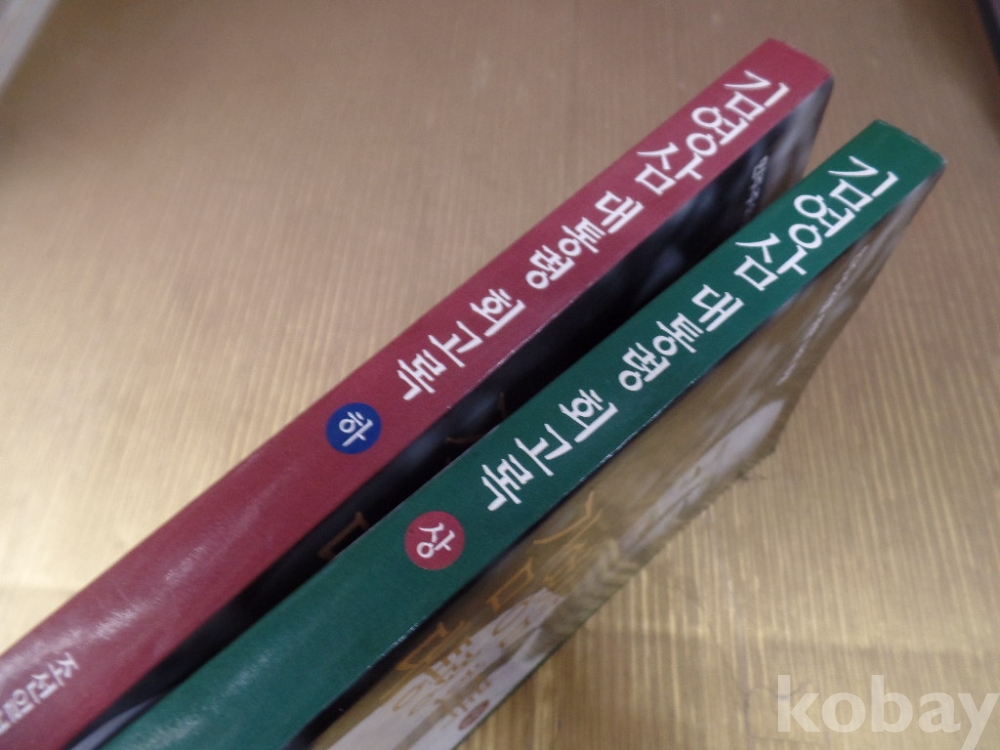 김영삼 대통령 회고록
하
김영삼 대통령 회고록
상
kobay